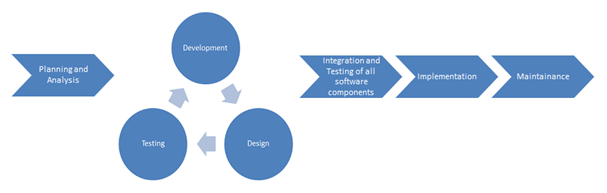 Planning and
Analysis
Development
Testing
Design
Integration and
Testing of all
software
components
Implementation
Maintainance